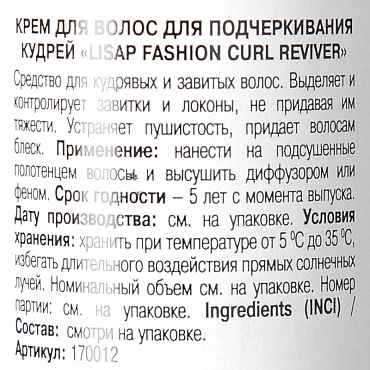 КРЕМ ДЛЯ ВОЛОС ДЛЯ ПОДЧЕРКИВАНИЯ
КУДРЕЙ «LISAP FASHION CURL REVIVER»
Средство для кудрявых и завитых волос. Выделяет и
контролирует завитки и локоны, не придавая им
тяжести. Устраняет пушистость, придает волосам
блеск. Применение: нанести на подсушенные
полотенцем волосы и высушить диффузором или
феном. Срок годности – 5 лет с момента выпуска.
Дату производства: см. на упаковке. Условия
хранения: хранить при температуре от 5 ºС до 35 ºС,
избегать длительного воздействия прямых солнечных
лучей. Номинальный объем см. на упаковке. Номер
партии: см. на упаковке. Ingredients (INCI) /
Состав: смотри на упаковке.
Артикул: 170012